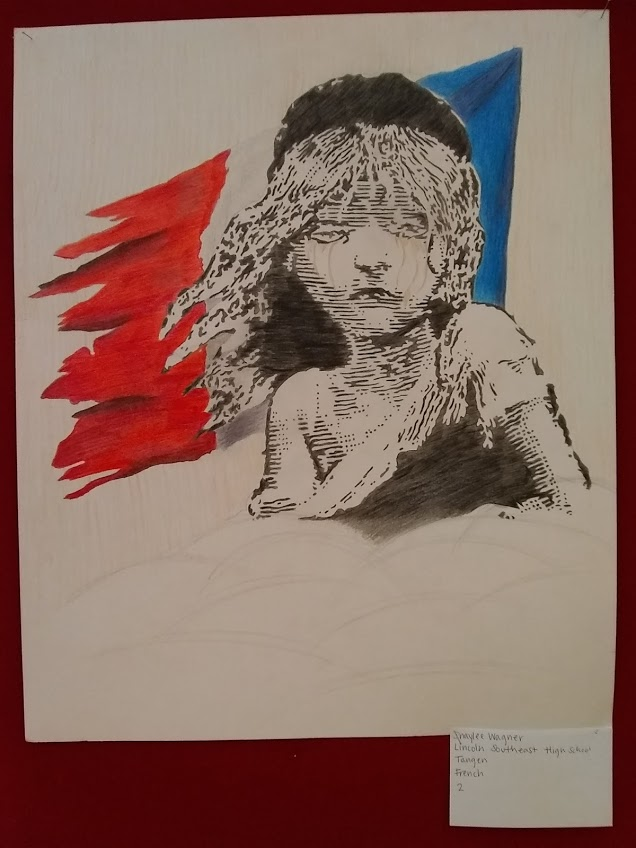 Shaylee Wagner
Lincoln Southeast High School
Tangen
French
2